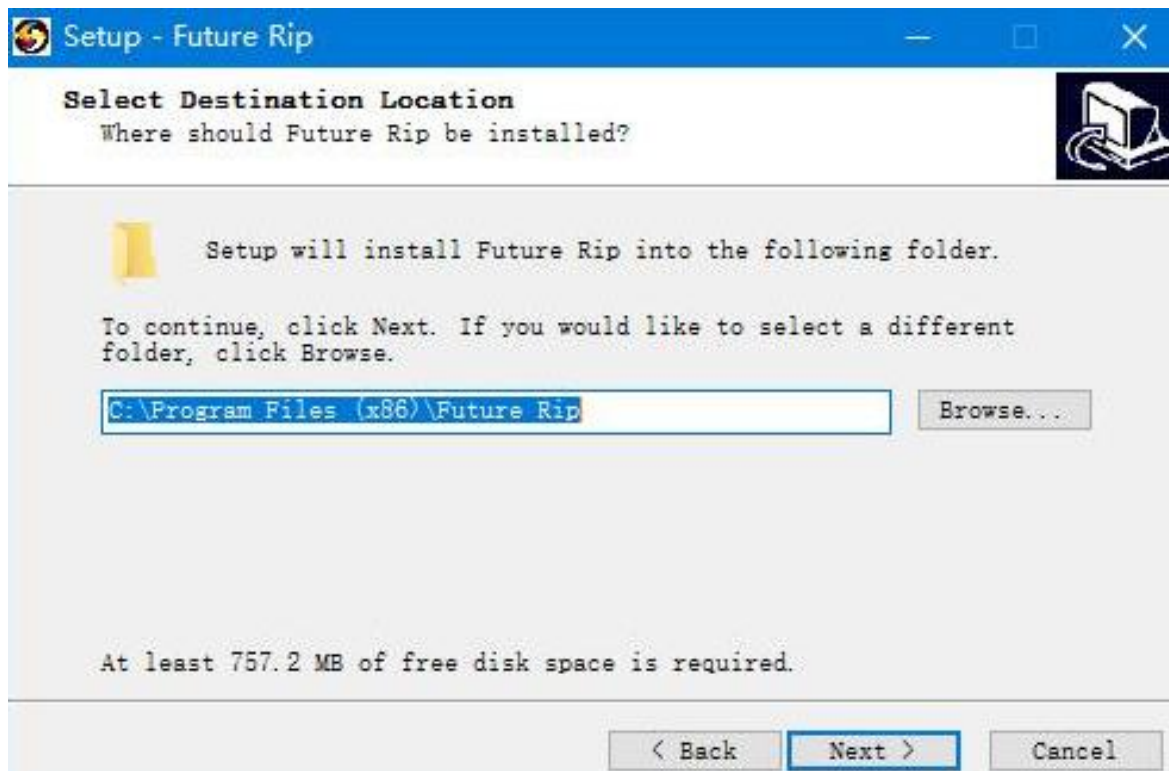 Setup - Future Rip
Select Destination Location
Where should Future Rip be installed?
Setup will install Future Rip into the following folder.
To continue, click Next. If you would like to select a different
folder, click Browse.
C:\Program Files (x86)\Future Rip
Browse...
At least 757.2 MB of free disk space is required.
< Back
Next >
Cancel